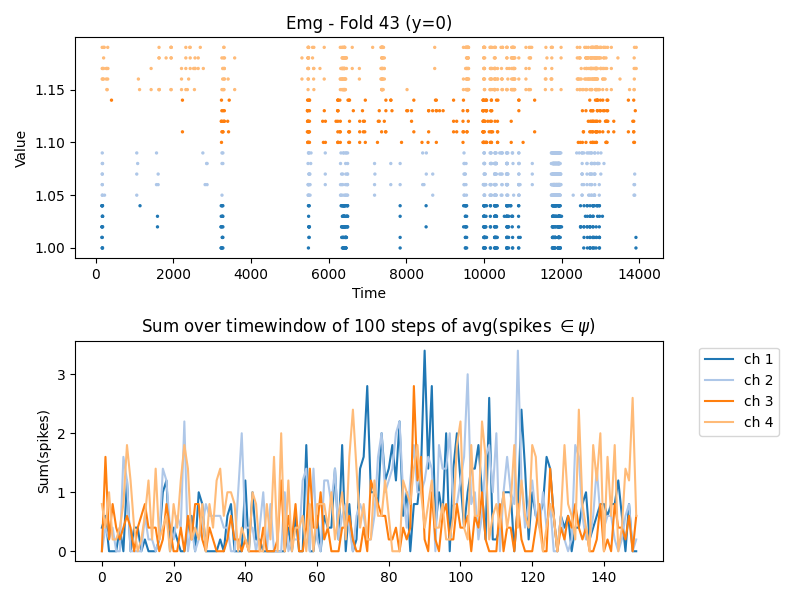 Emg - Fold 43 (y=0)
1.15
1.10
1.05
1.00
Value
0 2000 4000 6000 8000 10000 12000 14000
Time
Sum over timewindow of 100 steps of avg(spikes ∈ψ)
3
2
1
0
Sum(spikes)
0 20 40 60 80 100 120 140
ch 1
ch 2
ch 3
ch 4